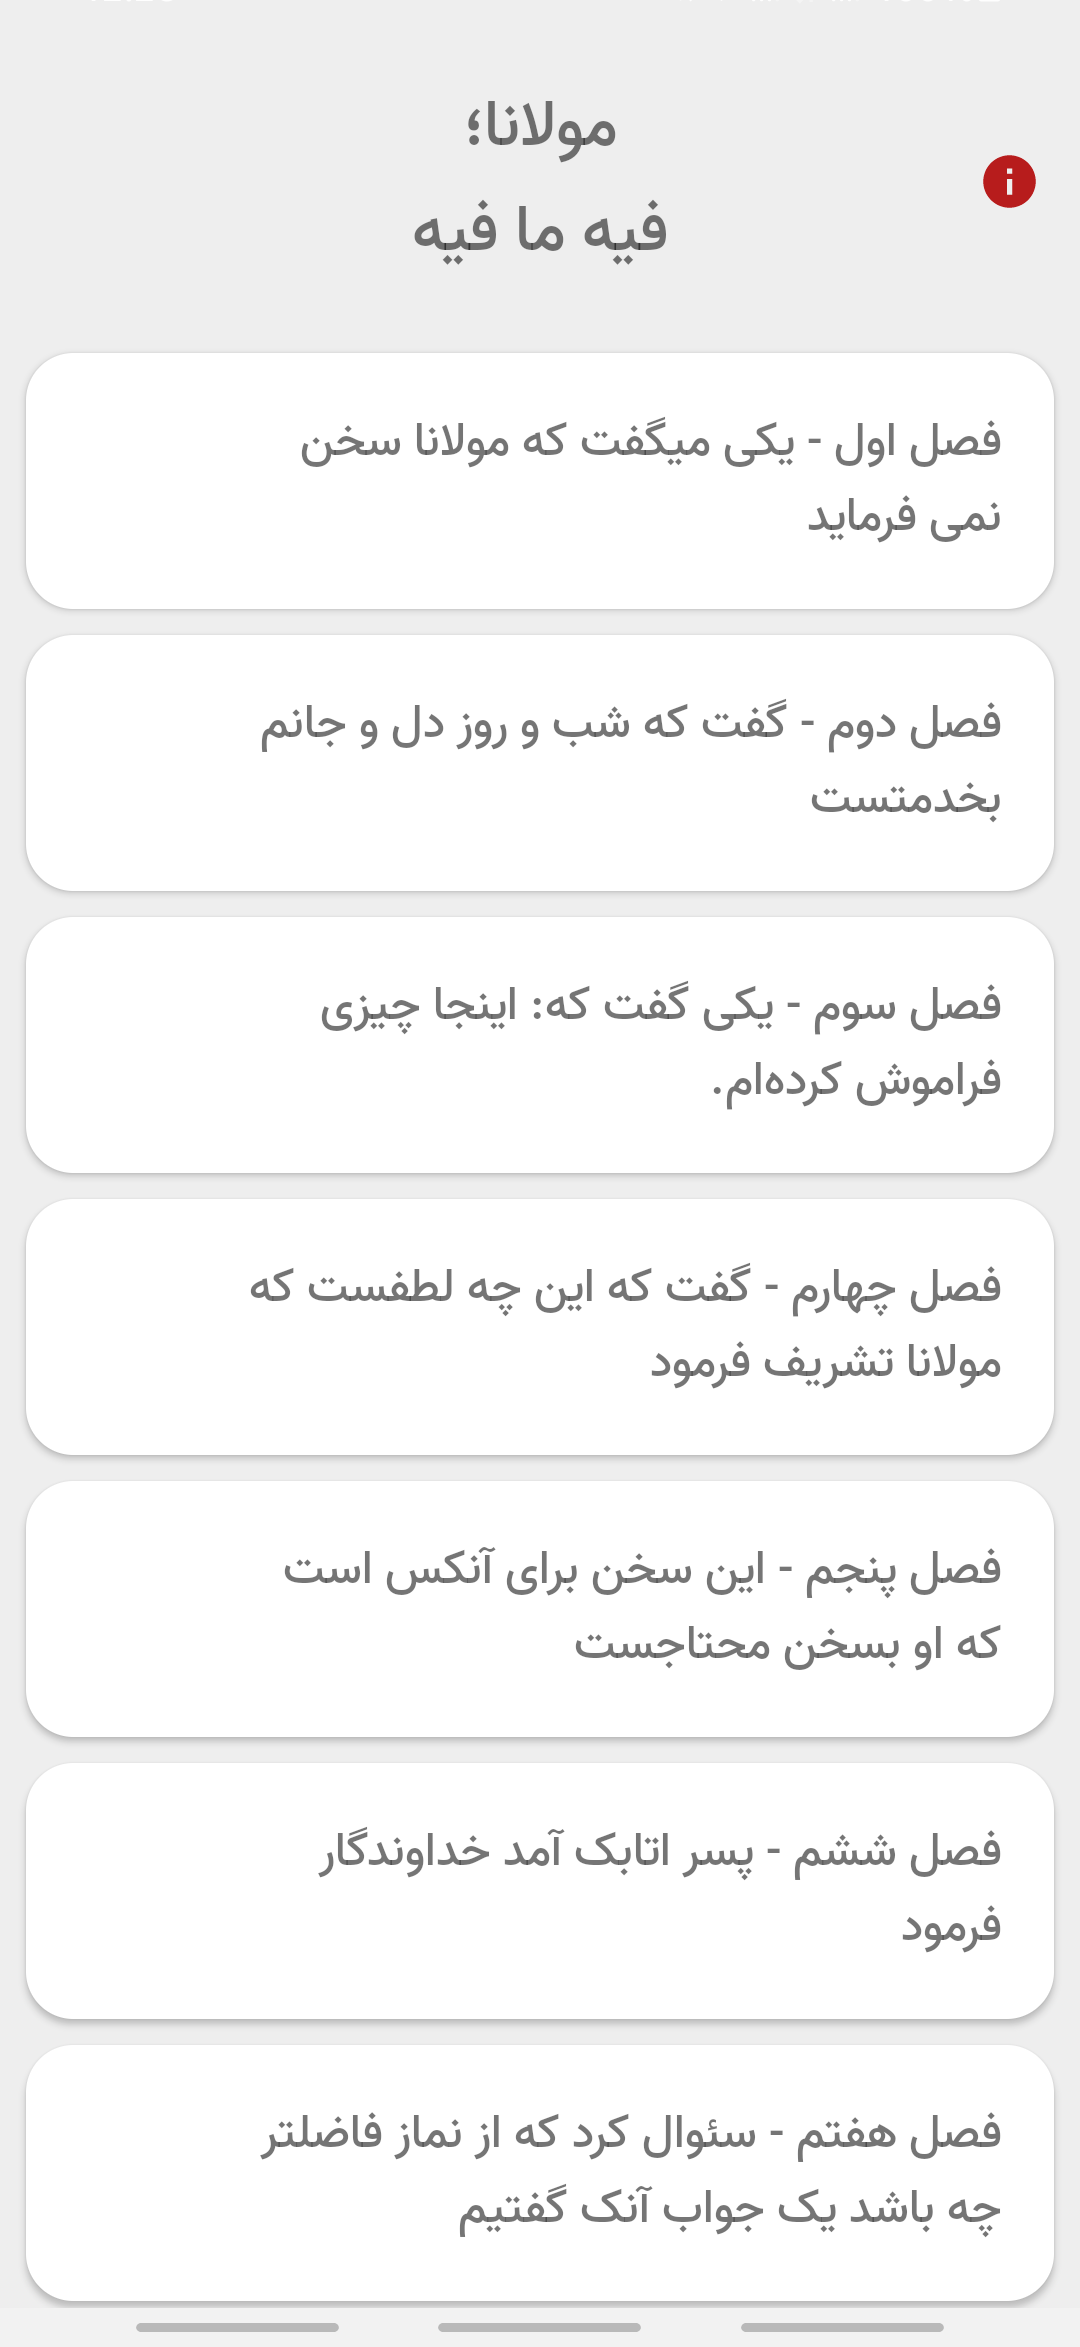 مولانا؛
فیه ما فیه
فصل اول - یکی میگفت که مولانا سخن
نمی فرماید
فصل دوم - گفت که شب و روز دل و جانم
بخدمتست
فصل سوم - یکی گفت که: اینجا چیزی
فراموش کرده‌ام.
فصل چهارم - گفت که این چه لطفست که
مولانا تشریف فرمود
فصل پنجم - این سخن برای آنکس است
که او بسخن محتاجست
فصل ششم - پسر اتابک آمد خداوندگار
فرمود
فصل هفتم - سئوال کرد که از نماز فاضلتر
چه باشد یک جواب آنک گفتیم